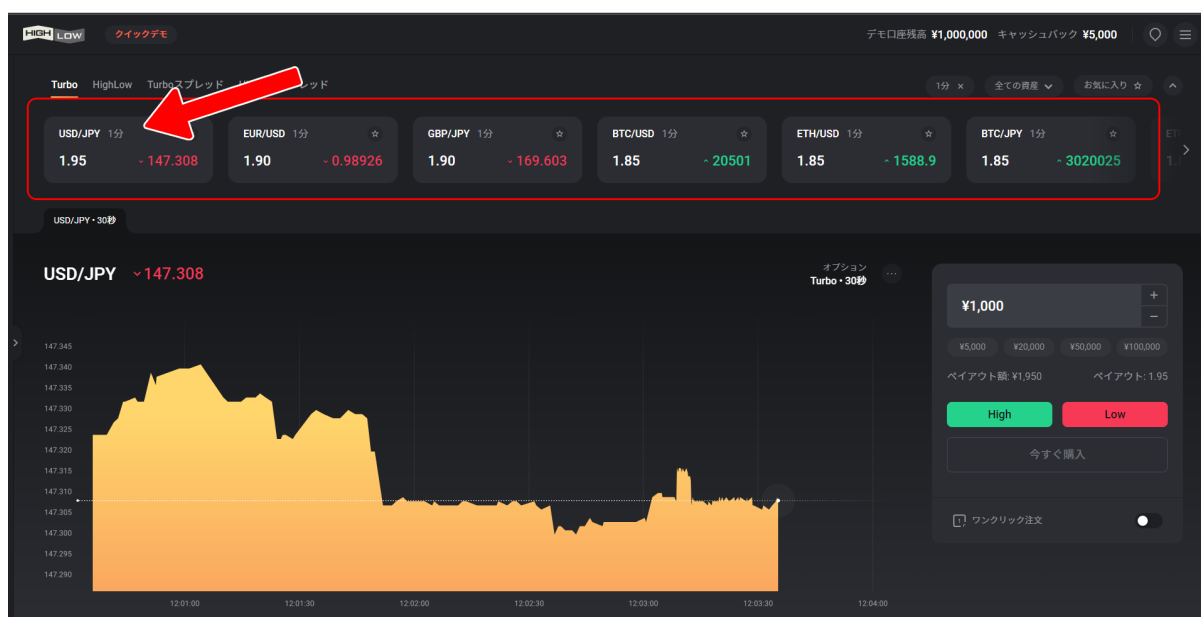 HIGH LOW クイックデモ デモ口座残高 ¥1,000,000 キャッシュバック ¥5,000
Turbo HighLow Turboスプレッド レッド 1分 × 全ての資産 お気に入り
USD/JPY 1分 EUR/USD 1分 GBP/JPY 1分 BTC/USD 1分 ETH/USD 1分 BTC/JPY 1分
1.95 147.308 1.90 0.98926 1.90 169.603 1.85 20501 1.85 1588.9 1.85 3020025
USD/JPY・30秒
USD/JPY 147.308
オプション
Turbo・30秒
¥1,000 + −
¥5,000 ¥20,000 ¥50,000 ¥100,000
ペイアウト額: ¥1,950 ペイアウト: 1.95
High Low
今すぐ購入
ワンクリック注文
147.345
147.340
147.335
147.330
147.325
147.320
147.315
147.310
147.305
147.300
147.295
147.290
12:01:00 12:01:30 12:02:00 12:02:30 12:03:00 12:03:30 12:04:00